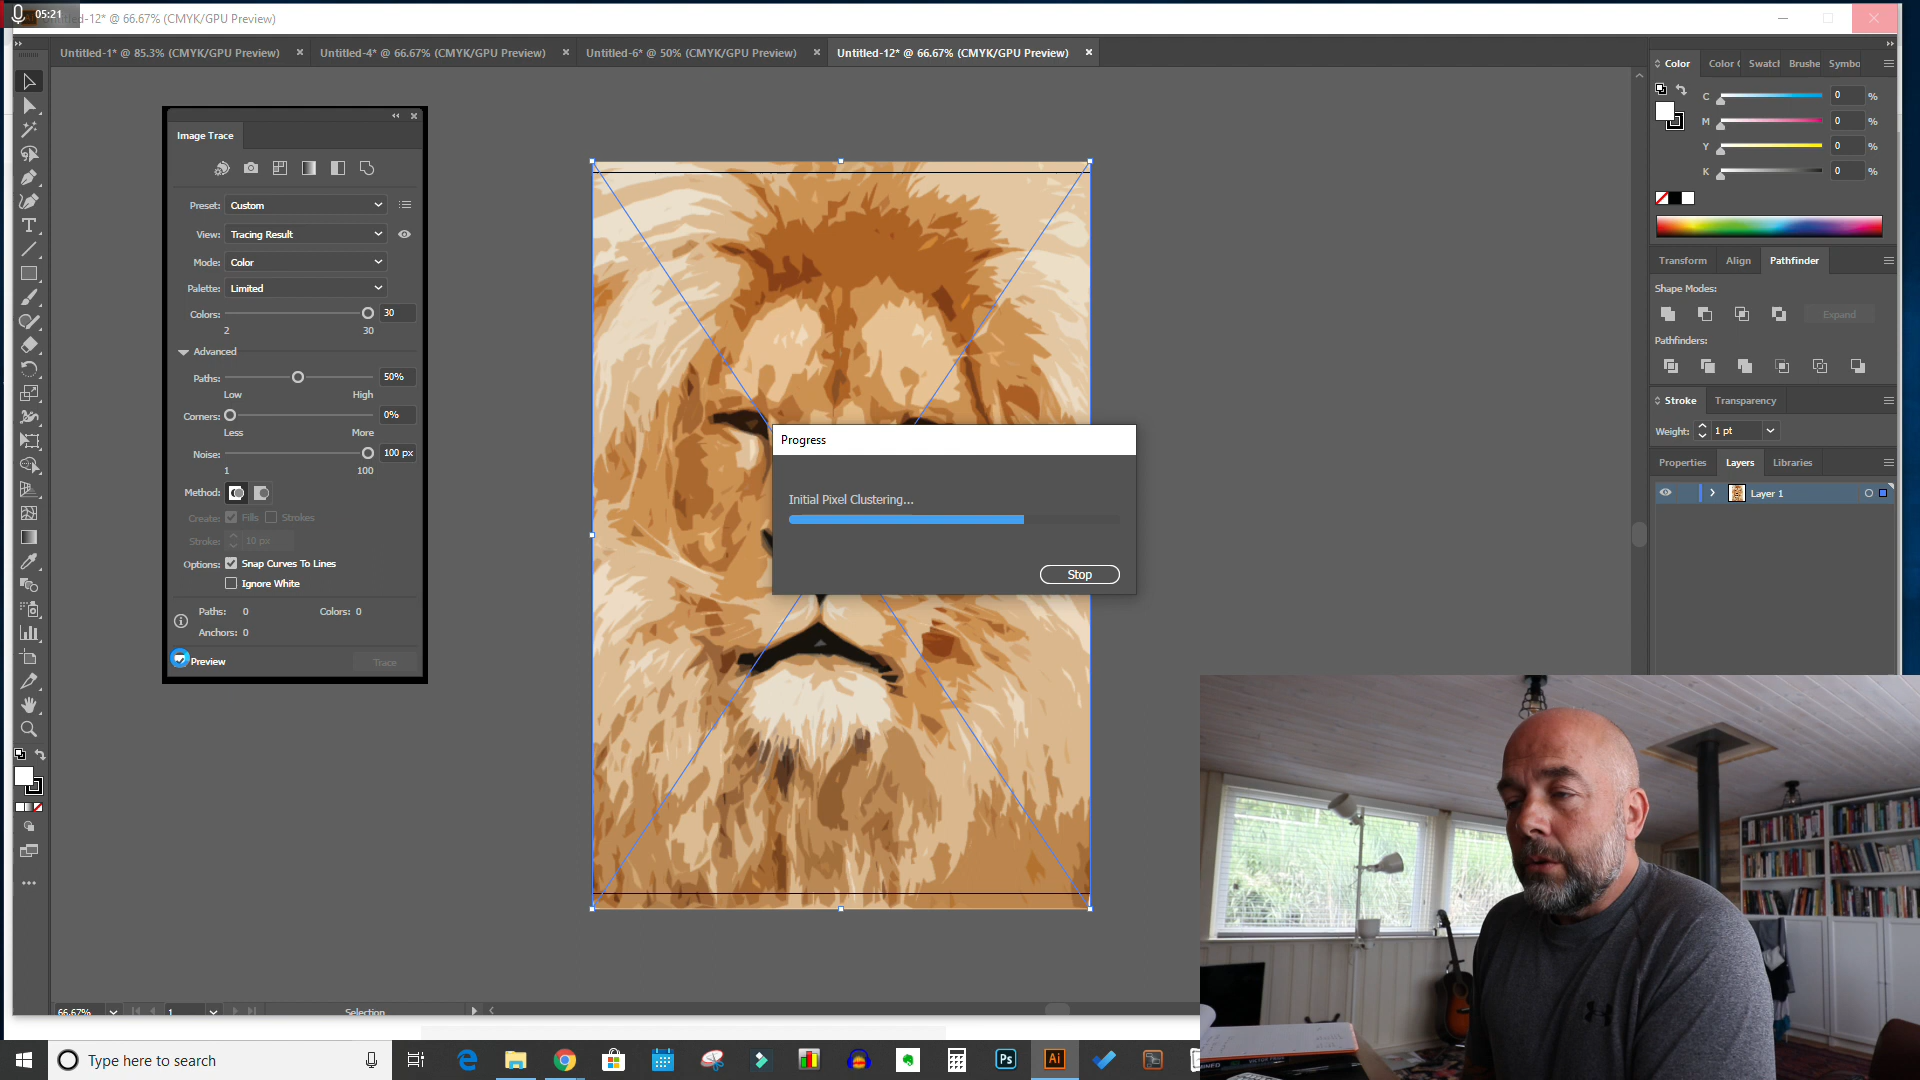 05:21
-12* @ 66.67% (CMYK/GPU Preview)
Untitled-1* @ 85.3% (CMYK/GPU Preview)
Untitled-4* @ 66.67% (CMYK/GPU Preview)
Untitled-6* @ 50% (CMYK/GPU Preview)
Untitled-12* @ 66.67% (CMYK/GPU Preview)
Image Trace
Preset: Custom
View: Tracing Result
Mode: Color
Palette: Limited
Colors: 30
2 30
Advanced
Paths: 50%
Low High
Corners: 0%
Less More
Noise: 100 px
1 100
Method:
Create: Fills Strokes
Stroke: 10 px
Options: Snap Curves To Lines
Ignore White
Paths: 0 Colors: 0
Anchors: 0
Preview Trace
Progress
Initial Pixel Clustering...
Stop
Color Color Swatch Brushe Symbo
C 0 %
M 0 %
Y 0 %
K 0 %
Transform Align Pathfinder
Shape Modes:
Expand
Pathfinders:
Stroke Transparency
Weight: 1 pt
Properties Layers Libraries
Layer 1
66.67% 1 Selection
Type here to search
Ps
Ai